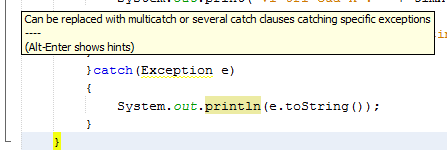 Can be replaced with multicatch or several catch clauses catching specific exceptions
----
(Alt-Enter shows hints)
}catch(Exception e)
{
System.out.println(e.toString());
}
}